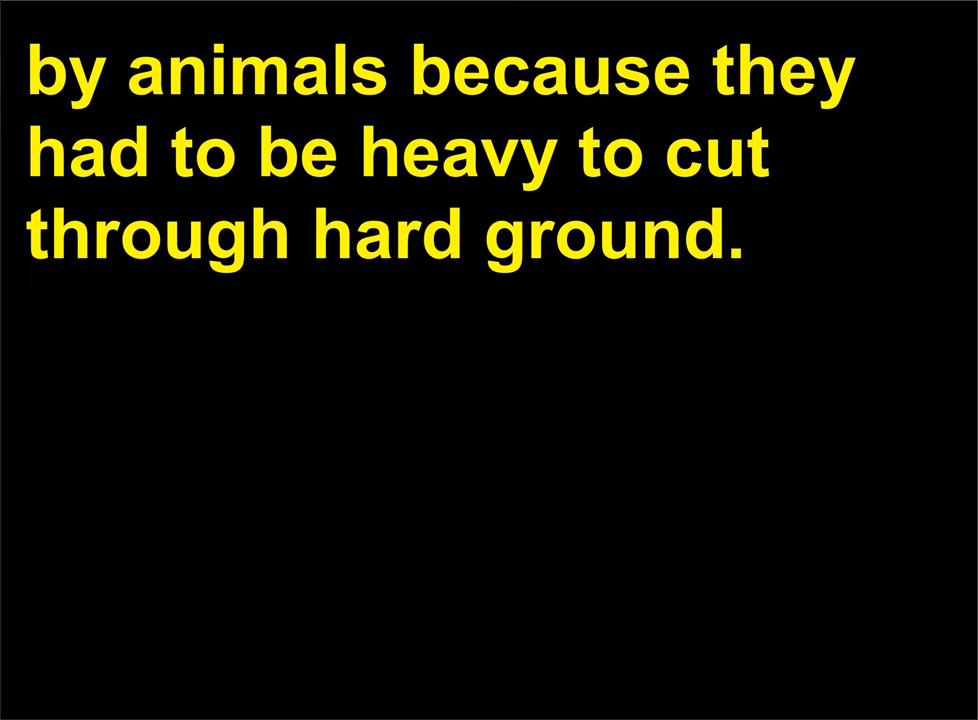 by animals because they
had to be heavy to cut
through hard ground.